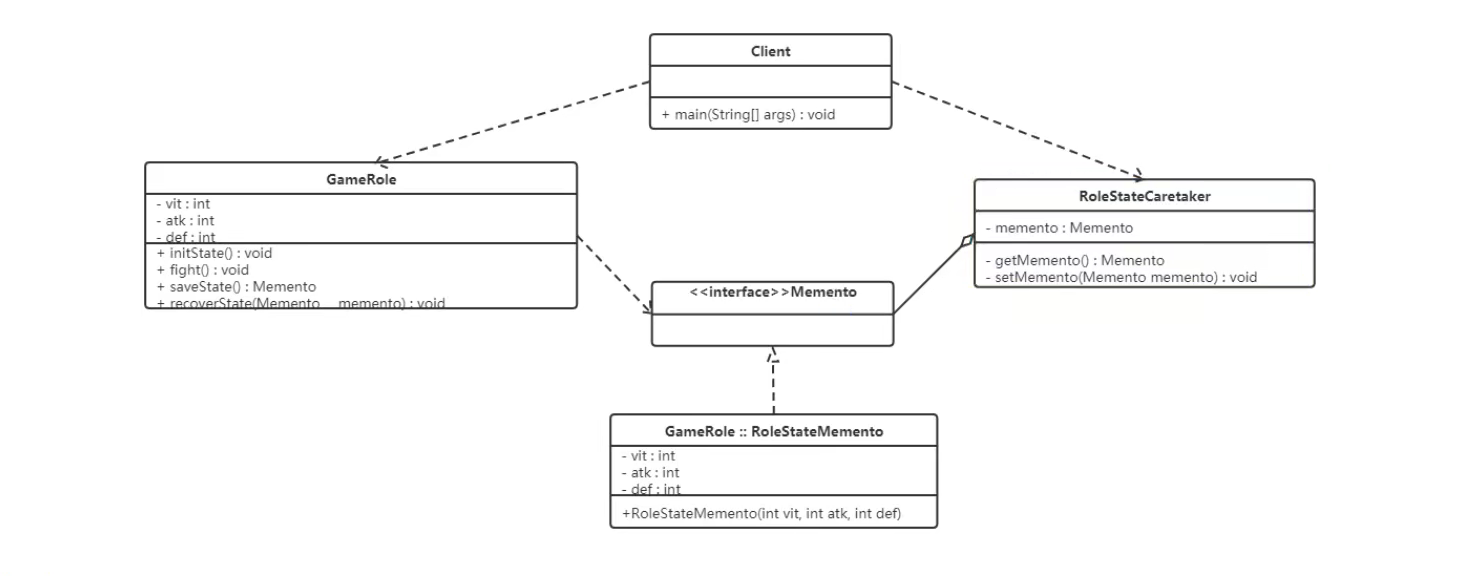 Client
+ main(String[] args) : void
GameRole
- vit : int
- atk : int
- def : int
+ initState() : void
+ fight() : void
+ saveState() : Memento
+ recoverState(Memento memento) : void
RoleStateCaretaker
- memento : Memento
- getMemento() : Memento
- setMemento(Memento memento) : void
<<interface>>Memento
GameRole :: RoleStateMemento
- vit : int
- atk : int
- def : int
+RoleStateMemento(int vit, int atk, int def)